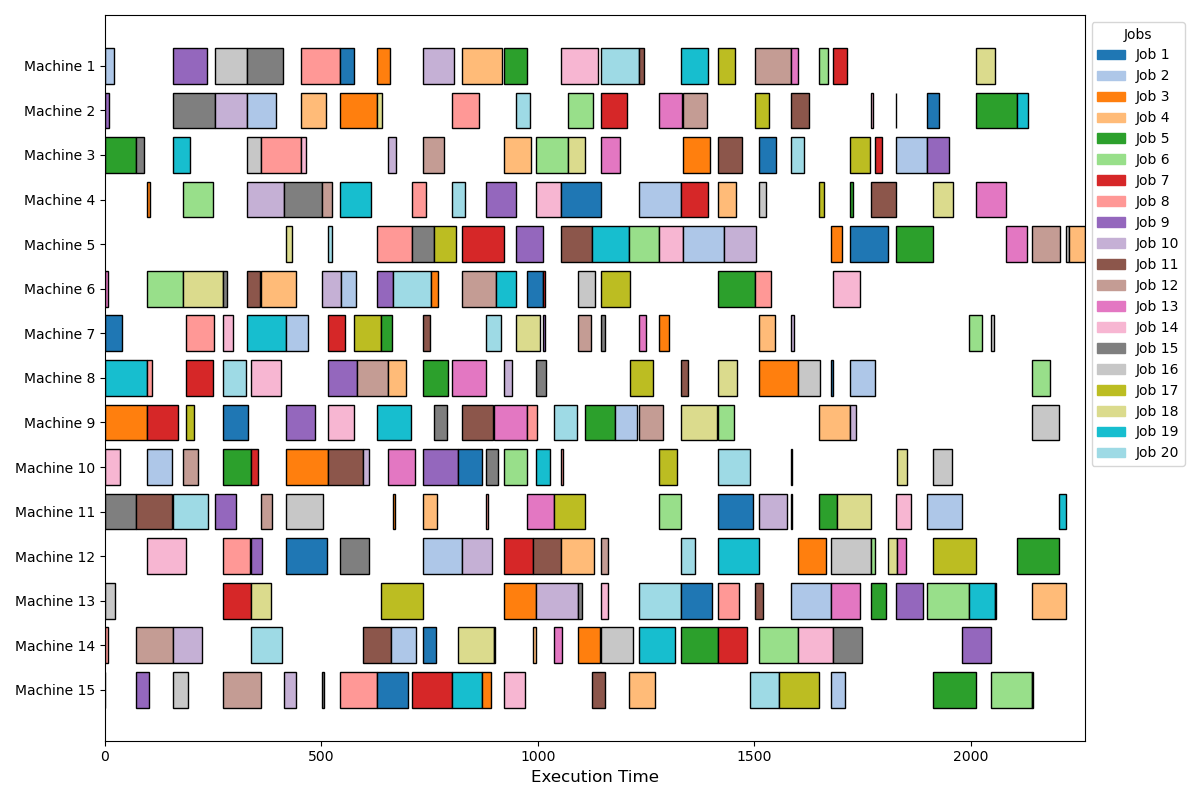 Machine 1
Machine 2
Machine 3
Machine 4
Machine 5
Machine 6
Machine 7
Machine 8
Machine 9
Machine 10
Machine 11
Machine 12
Machine 13
Machine 14
Machine 15
0
500
1000
1500
2000
Execution Time
Jobs
Job 1
Job 2
Job 3
Job 4
Job 5
Job 6
Job 7
Job 8
Job 9
Job 10
Job 11
Job 12
Job 13
Job 14
Job 15
Job 16
Job 17
Job 18
Job 19
Job 20